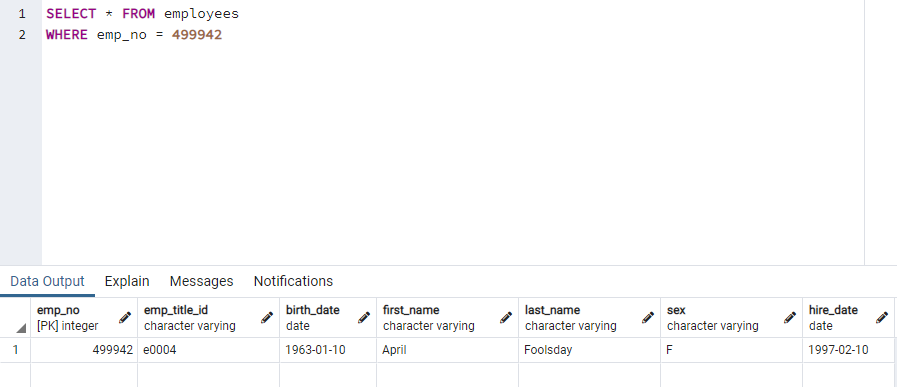 1 SELECT * FROM employees
2 WHERE emp_no = 499942
Data Output Explain Messages Notifications
emp_no emp_title_id birth_date first_name last_name sex hire_date
[PK] integer character varying date character varying character varying character varying date
1 499942 e0004 1963-01-10 April Foolsday F 1997-02-10